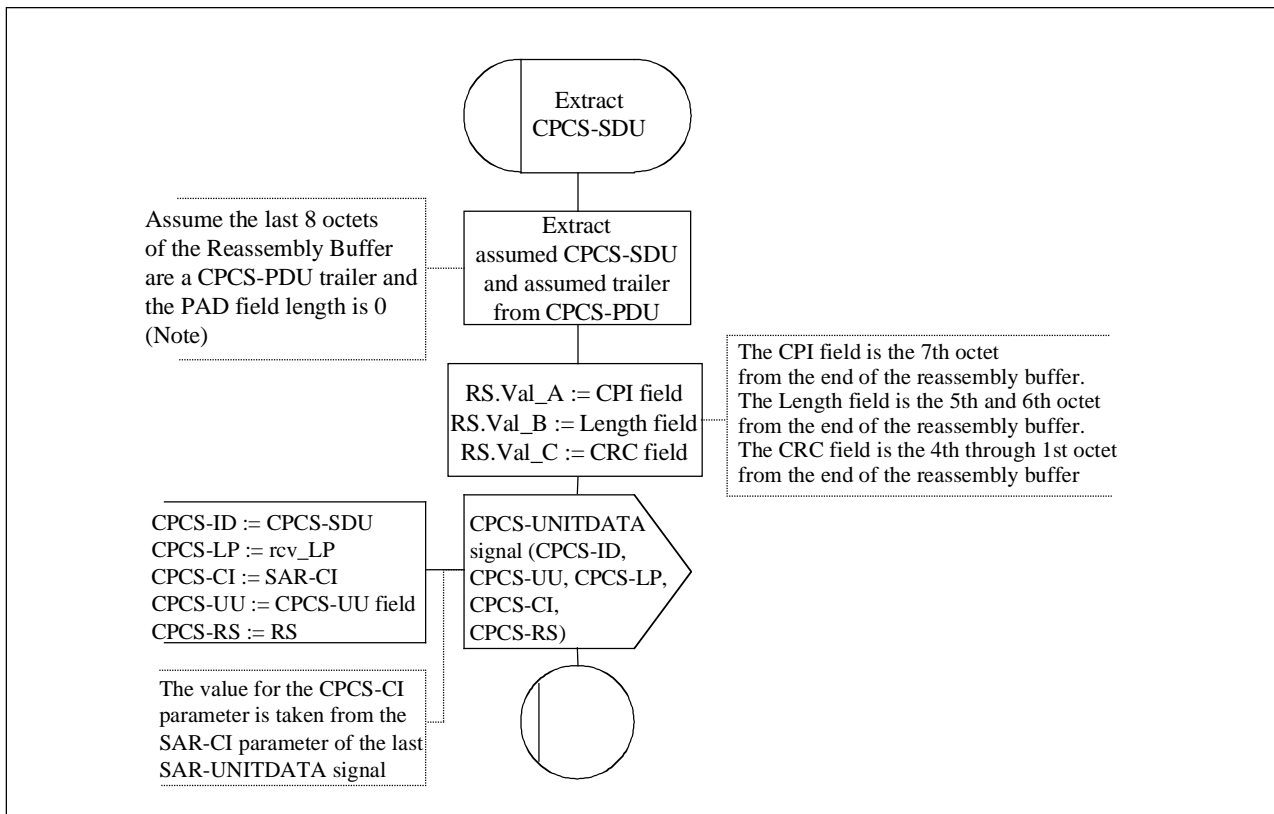 Extract
CPCS-SDU
Assume the last 8 octets
of the Reassembly Buffer
are a CPCS-PDU trailer and
the PAD field length is 0
(Note)
Extract
assumed CPCS-SDU
and assumed trailer
from CPCS-PDU
RS.Val_A := CPI field
RS.Val_B := Length field
RS.Val_C := CRC field
The CPI field is the 7th octet
from the end of the reassembly buffer.
The Length field is the 5th and 6th octet
from the end of the reassembly buffer.
The CRC field is the 4th through 1st octet
from the end of the reassembly buffer
CPCS-ID := CPCS-SDU
CPCS-LP := rcv_LP
CPCS-CI := SAR-CI
CPCS-UU := CPCS-UU field
CPCS-RS := RS
CPCS-UNITDATA
signal (CPCS-ID,
CPCS-UU, CPCS-LP,
CPCS-CI,
CPCS-RS)
The value for the CPCS-CI
parameter is taken from the
SAR-CI parameter of the last
SAR-UNITDATA signal